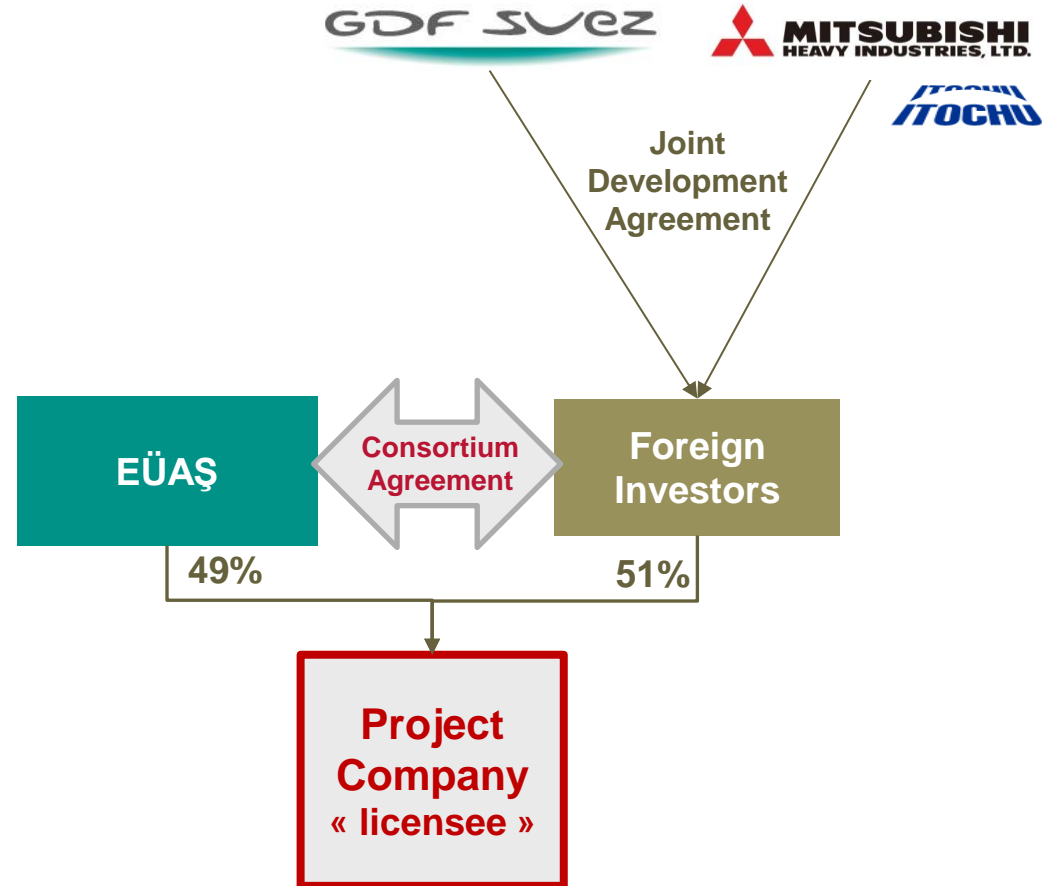 GDF SUEZ
MITSUBISHI
HEAVY INDUSTRIES, LTD.
ITOCHU
ITOCHU
Joint
Development
Agreement
EÜAŞ
Consortium
Agreement
Foreign
Investors
49%
51%
Project
Company
« licensee »